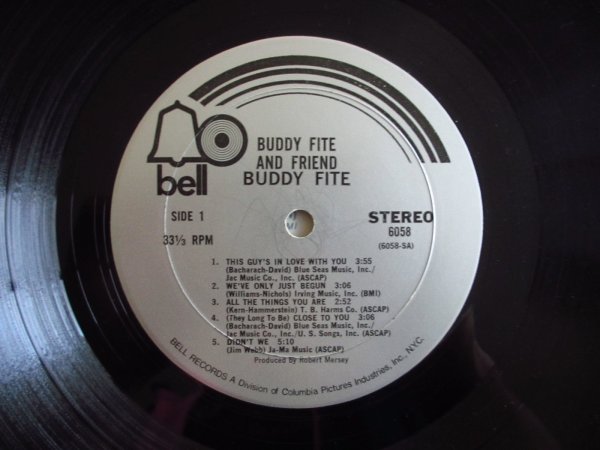 BUDDY FITE
AND FRIEND
BUDDY FITE
bell
SIDE 1
33⅓ RPM
STEREO
6058
(6058-SA)
1. THIS GUY'S IN LOVE WITH YOU 3:55
(Bacharach-David) Blue Seas Music, Inc./
Jac Music Co., Inc. (ASCAP)
2. WE'VE ONLY JUST BEGUN 3:06
(Williams-Nichols) Irving Music, Inc. (BMI)
3. ALL THE THINGS YOU ARE 2:52
(Kern-Hammerstein) T. B. Harms Co. (ASCAP)
4. (They Long To Be) CLOSE TO YOU 3:06
(Bacharach-David) Blue Seas Music, Inc./
Jac Music Co., Inc./U. S. Songs, Inc. (ASCAP)
5. DIDN'T WE 5:10
(Jim Webb) Ja-Ma Music (ASCAP)
Produced by Robert Mersey
BELL RECORDS A Division of Columbia Pictures Industries, Inc., N.Y.C.